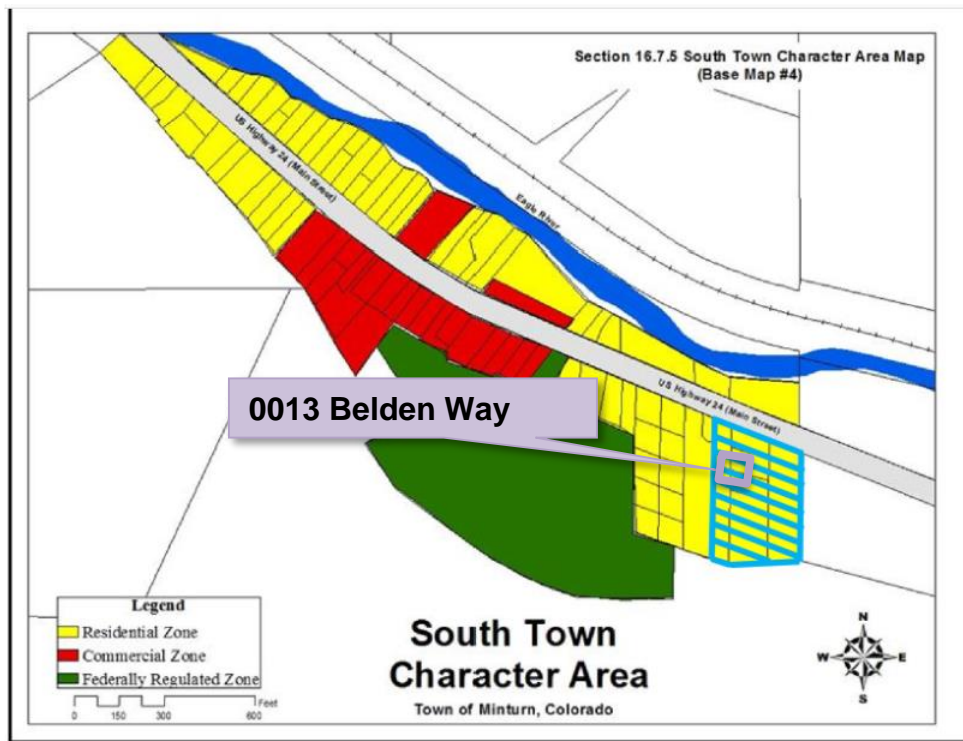 Section 16.7.5 South Town Character Area Map
(Base Map #4)
US Highway 24 (Main Street)
Eagle River
US Highway 24 (Main Street)
0013 Belden Way
Legend
Residential Zone
Commercial Zone
Federally Regulated Zone
Feet
0 150 300 600
South Town
Character Area
Town of Minturn, Colorado
N
W E
S